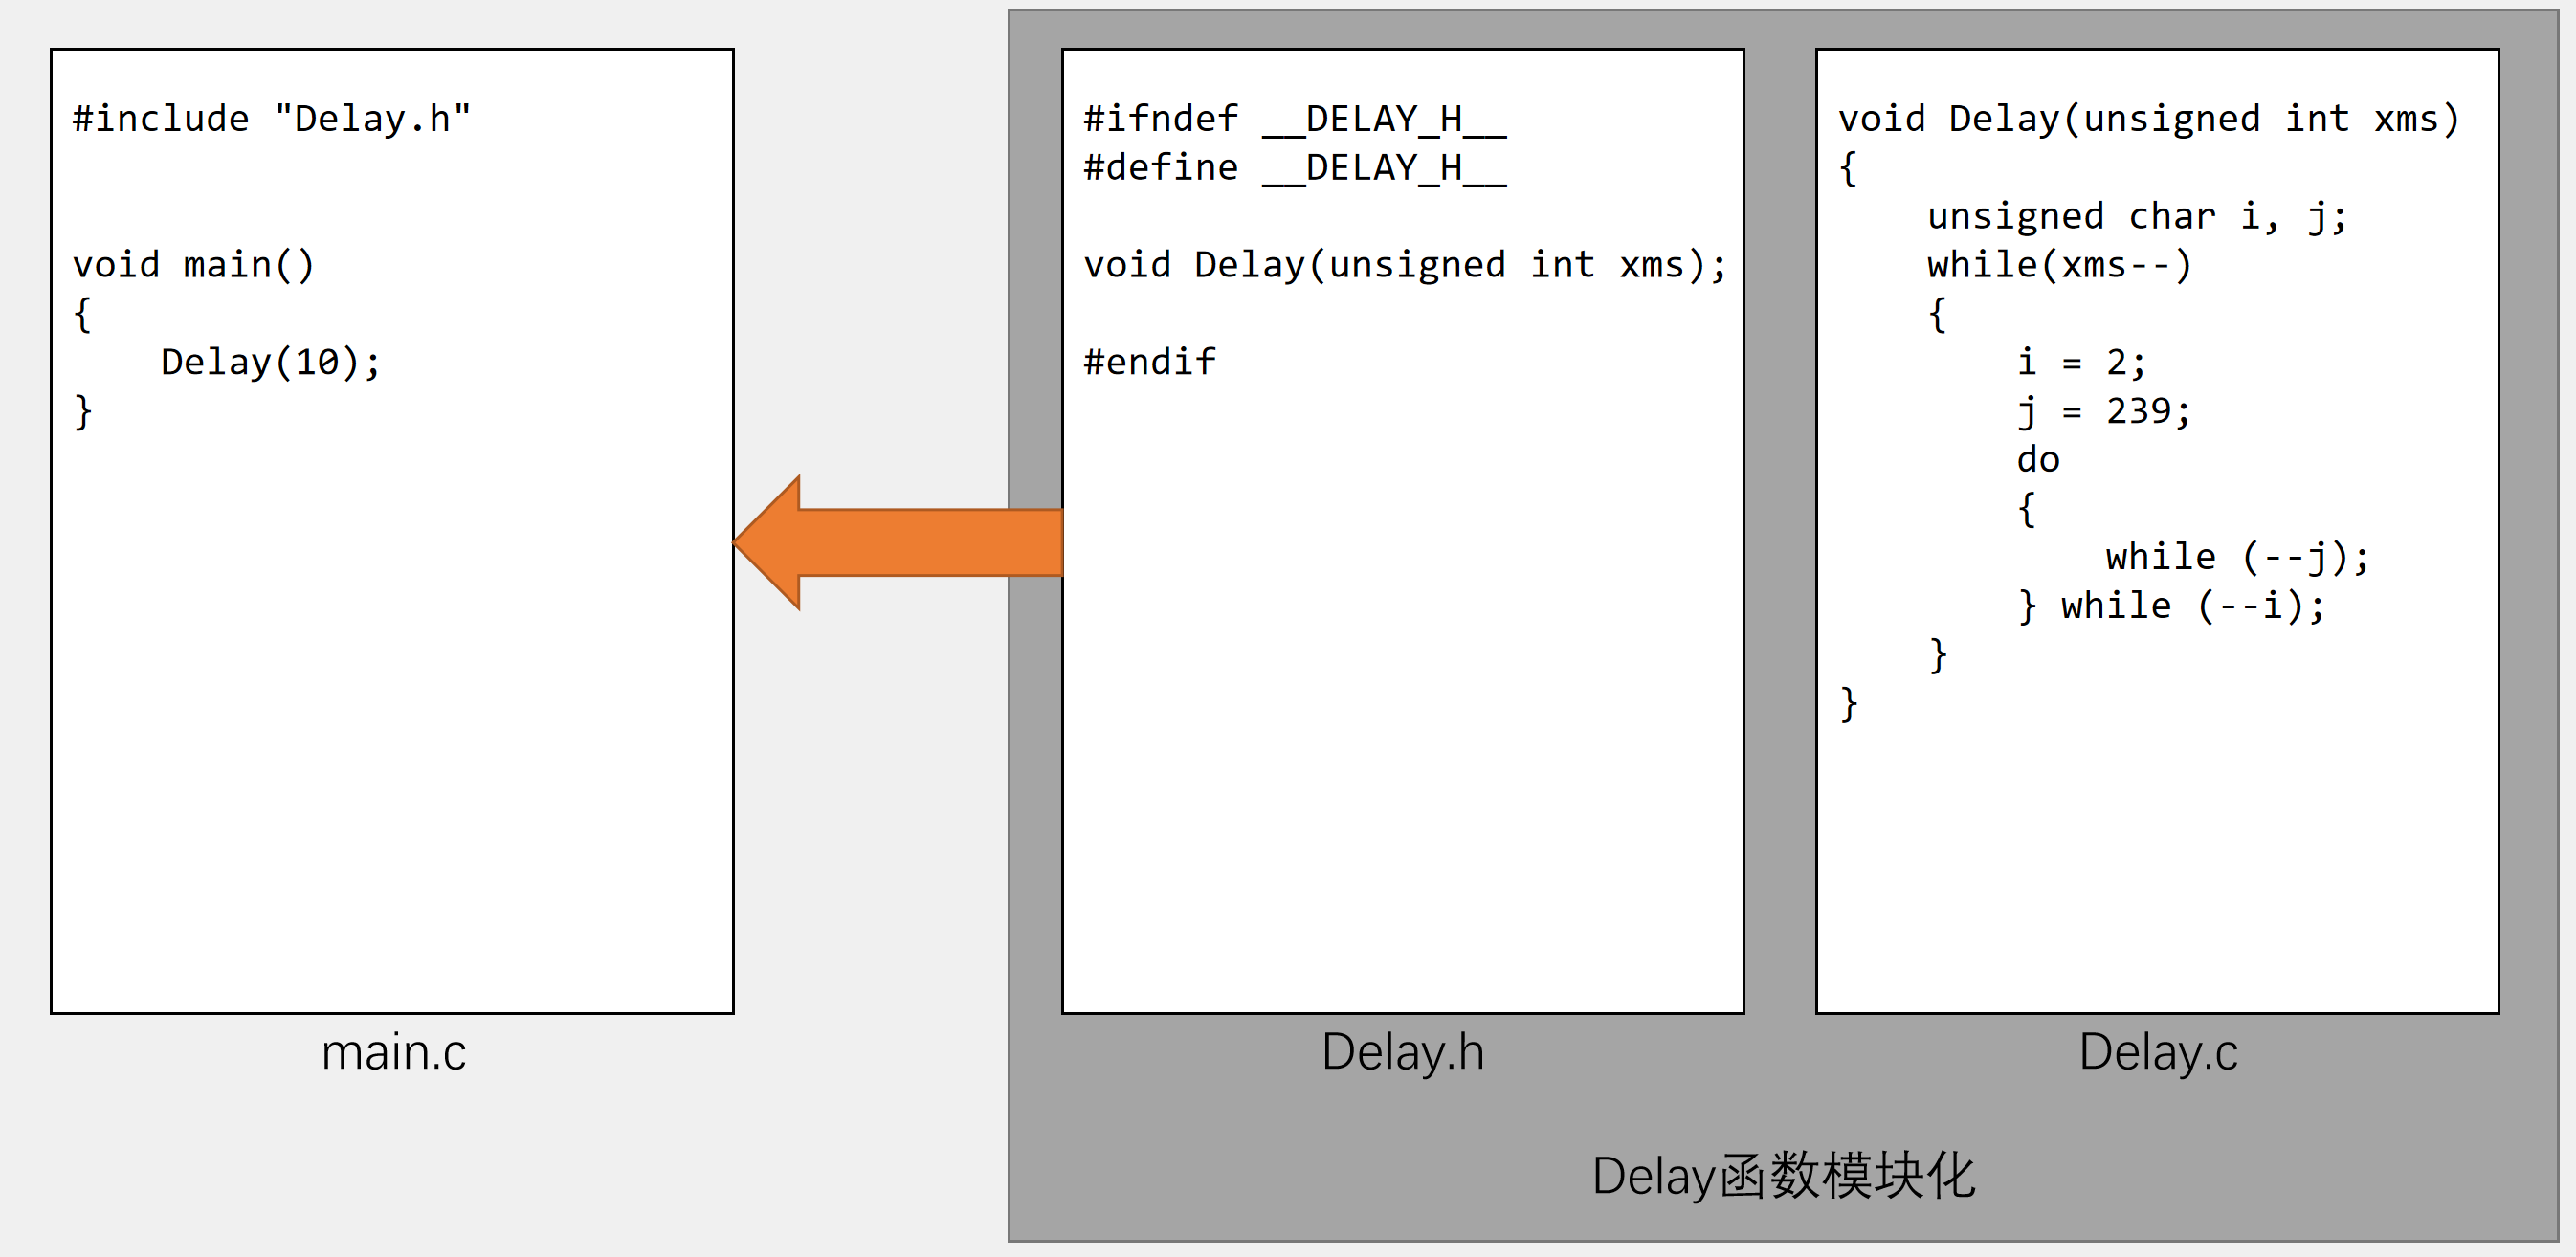 #include "Delay.h"
void main()
{
    Delay(10);
}
main.c
#ifndef __DELAY_H__
#define __DELAY_H__
void Delay(unsigned int xms);
#endif
Delay.h
void Delay(unsigned int xms)
{
    unsigned char i, j;
    while(xms--)
    {
        i = 2;
        j = 239;
        do
        {
            while (--j);
        } while (--i);
    }
}
Delay.c
Delay函数模块化